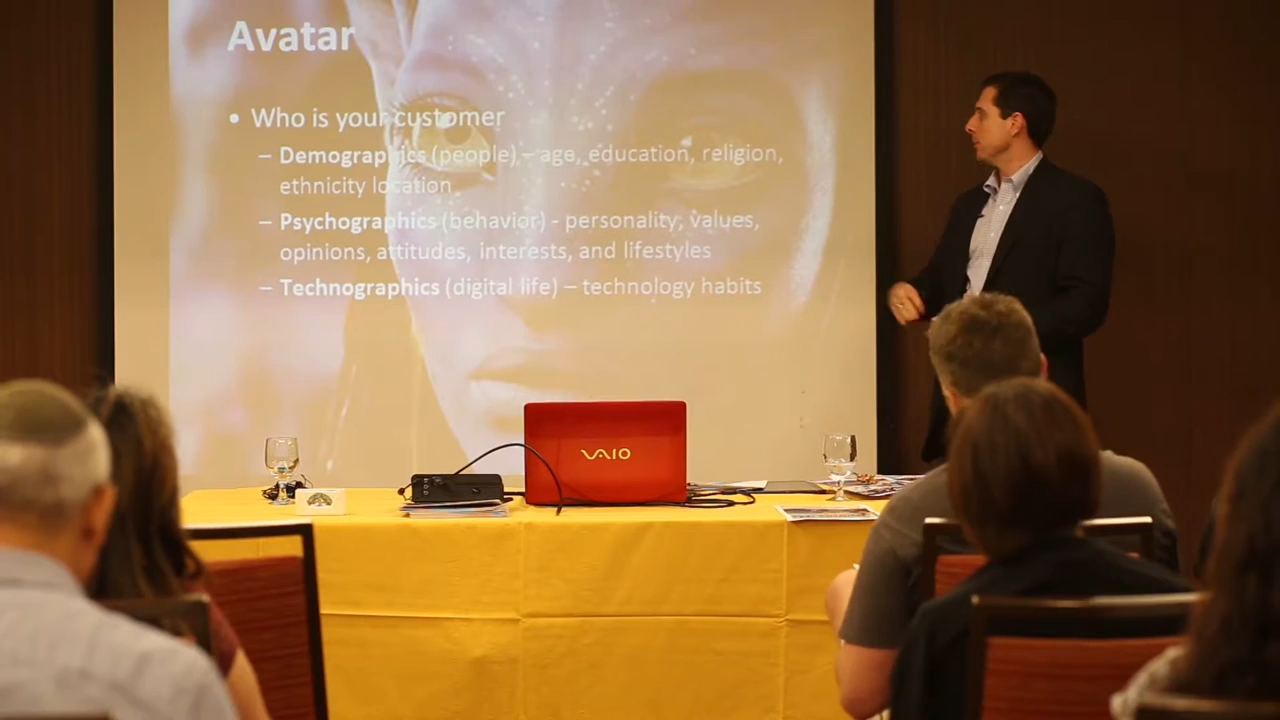 Avatar
• Who is your customer
– Demographics (people) – age, education, religion,
ethnicity location
– Psychographics (behavior) - personality, values,
opinions, attitudes, interests, and lifestyles
– Technographics (digital life) – technology habits
VAIO